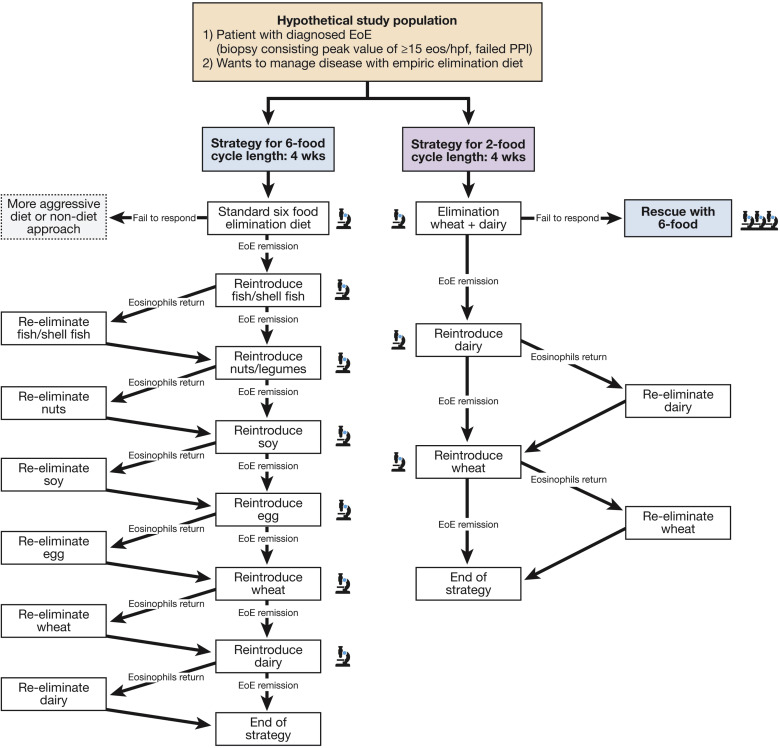 Hypothetical study population
1) Patient with diagnosed EoE
(biopsy consisting peak value of ≥15 eos/hpf, failed PPI)
2) Wants to manage disease with empiric elimination diet
Strategy for 6-food
cycle length: 4 wks
Strategy for 2-food
cycle length: 4 wks
More aggressive
diet or non-diet
approach
Fail to respond
Standard six food
elimination diet
Elimination
wheat + dairy
Fail to respond
Rescue with
6-food
EoE remission
Reintroduce
fish/shell fish
Eosinophils return
Re-eliminate
fish/shell fish
EoE remission
Reintroduce
nuts/legumes
Eosinophils return
Re-eliminate
nuts
EoE remission
Reintroduce
soy
Eosinophils return
Re-eliminate
soy
EoE remission
Reintroduce
egg
Eosinophils return
Re-eliminate
egg
EoE remission
Reintroduce
wheat
Eosinophils return
Re-eliminate
wheat
EoE remission
Reintroduce
dairy
Eosinophils return
Re-eliminate
dairy
EoE remission
End of
strategy
EoE remission
Reintroduce
dairy
Eosinophils return
Re-eliminate
dairy
EoE remission
Reintroduce
wheat
Eosinophils return
Re-eliminate
wheat
EoE remission
End of
strategy